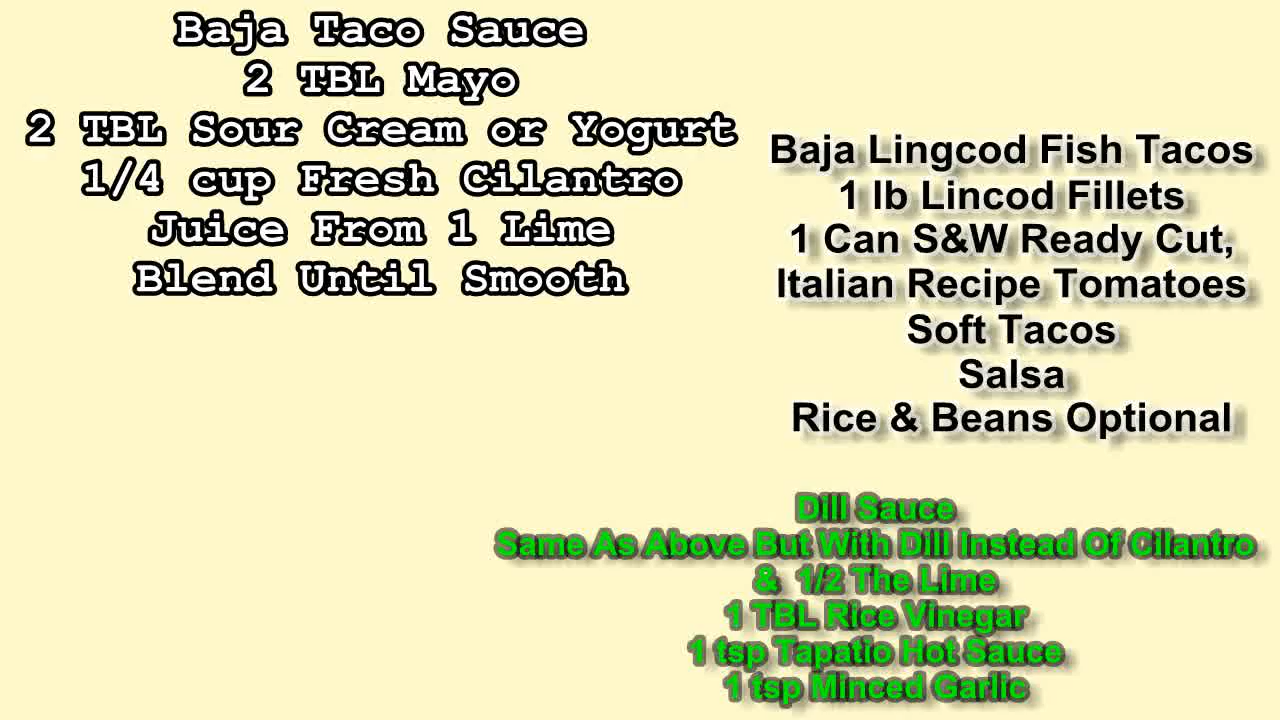 Baja Taco Sauce
2 TBL Mayo
2 TBL Sour Cream or Yogurt
1/4 cup Fresh Cilantro
Juice From 1 Lime
Blend Until Smooth
Baja Lingcod Fish Tacos
1 lb Lincod Fillets
1 Can S&W Ready Cut,
Italian Recipe Tomatoes
Soft Tacos
Salsa
Rice & Beans Optional
Dill Sauce
Same As Above But With Dill Instead Of Cilantro
& 1/2 The Lime
1 TBL Rice Vinegar
1 tsp Tapatio Hot Sauce
1 tsp Minced Garlic